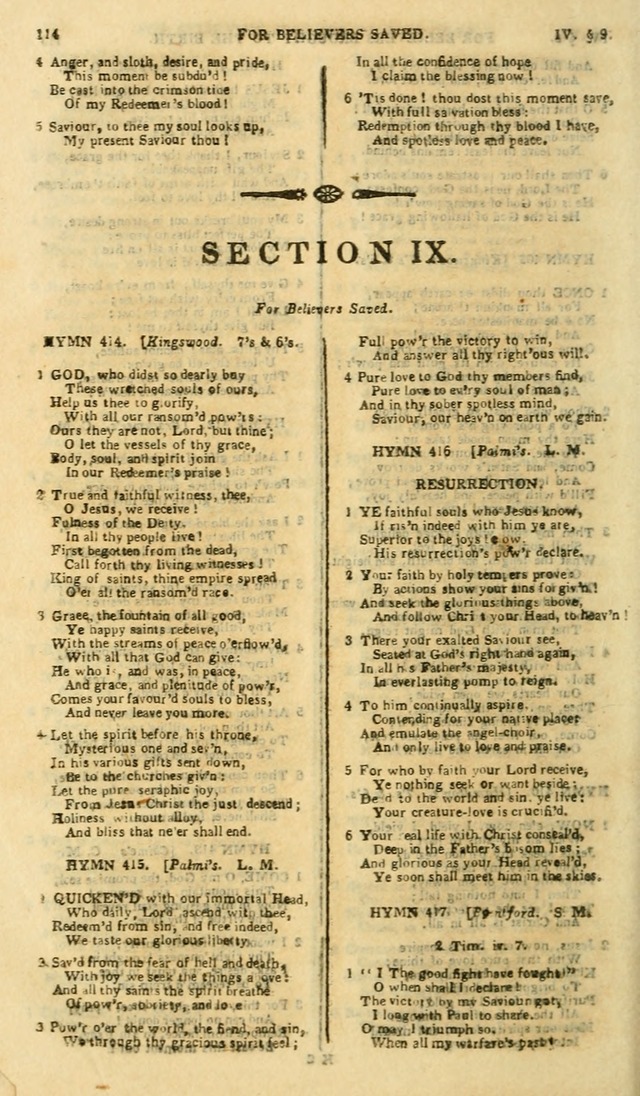 114 FOR BELIEVERS SAVED. IV. § 9.
4 Anger, and sloth, desire, and pride,
This moment be subdu'd!
Be cast into the crimson tide
Of my Redeemer's blood!
5 Saviour, to thee my soul looks up,
My present Saviour thou!
In all the confidence of hope
I claim the blessing now!
6 'Tis done! thou dost this moment save,
With full salvation bless:
Redemption through thy blood I have,
And spotless love and peace.
SECTION IX.
For Believers Saved.
HYMN 414. [Kingswood. 7's & 6's.
1 GOD, who didst so dearly buy
These wretched souls of ours,
Help us thee to glorify,
With all our ransom'd pow'rs:
Ours they are not, Lord, but thine;
O let the vessels of thy grace,
Body, soul, and spirit join
In our Redeemer's praise!
2 True and faithful witness, thee,
O Jesus, we receive!
Fulness of the Deity.
In all thy people live!
First begotten from the dead,
Call forth thy living witnesses!
King of saints, thine empire spread
O'er all the ransom'd race.
3 Grace, the fountain of all good,
Ye happy saints receive,
With the streams of peace o'erflow'd,
With all that God can give:
He who is, and was, in peace,
And grace, and plenitude of pow'r,
Comes your favour'd souls to bless,
And never leave you more.
4 Let the spirit before his throne,
Mysterious one and sev'n,
In his various gifts sent down,
Be to the churches giv'n:
Let the pure seraphic joy,
From Jesus Christ the just descend;
Holiness without alloy,
And bliss that ne'er shall end.
HYMN 415. [Palmi's. L. M.
1 QUICKEN'D with our immortal Head,
Who daily, Lord ascend with thee,
Redeem'd from sin, and free indeed,
We taste our glorious liberty.
2 Sav'd from the fear of hell and death,
With joy we seek the things above:
And all thy saints the spirit breathe
Of pow'r, sobriety, and love
3 Pow'r o'er the world, the fiend, and sin,
We through thy gracious spirit feel;
Full pow'r the victory to win,
And answer all thy right'ous will.
4 Pure love to God thy members find,
Pure love to ev'ry soul of man;
And in thy sober spotless mind,
Saviour, our heav'n on earth we gain.
HYMN 416 [Palmi's. L. M.
RESURRECTION.
1 YE faithful souls who Jesus know,
If ris'n indeed with him ye are,
Superior to the joys below.
His resurrection's pow'r declare.
2 Your faith by holy tempers prove:
By actions show your sins forgiv'n!
And seek the glorious things above,
And follow Christ your Head, to heav'n!
3 There your exalted Saviour see,
Seated at God's right hand again,
In all his Father's majesty,
In everlasting pomp to reign.
4 To him continually aspire.
Contending for your native place;
And emulate the angel-choir,
And only live to love and praise.
5 For who by faith your Lord receive,
Ye nothing seek or want beside;
Dead to the world and sin, ye live:
Your creature-love is crucifi'd.
6 Your real life with Christ conceal'd,
Deep in the Father's bosom lies;
And glorious as your Head reveal'd,
Ye soon shall meet him in the skies.
HYMN 417. S M.
2 Tim. iv. 7.
1 "I The good fight have fought"
O when shall I declare!
The victory by my Saviour got,
I long with Paul to share.
O may I triumph so,
When all my warfare's past;